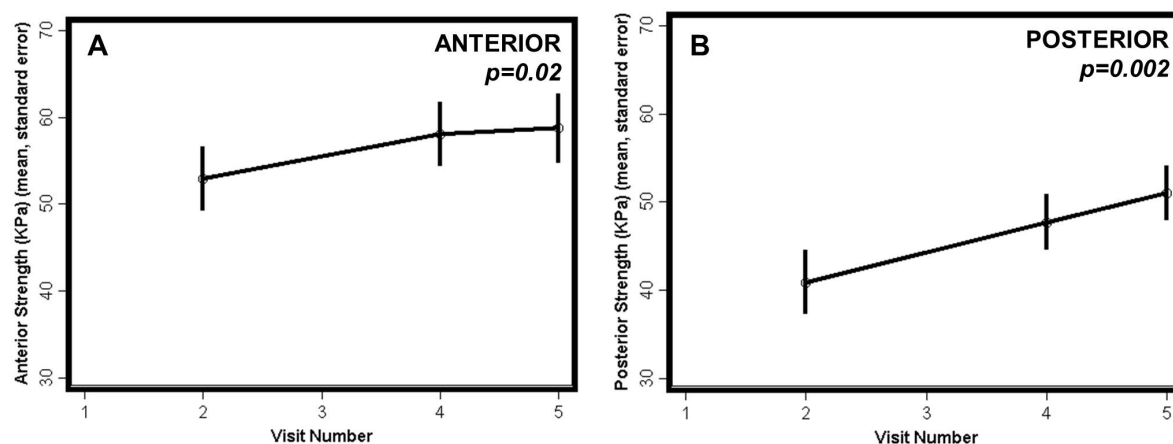 A
ANTERIOR
p=0.02
Anterior Strength (KPa) (mean, standard error)
70
60
50
40
30
1 2 3 4 5
Visit Number
B
POSTERIOR
p=0.002
Posterior Strength (KPa) (mean, standard error)
70
60
50
40
30
1 2 3 4 5
Visit Number